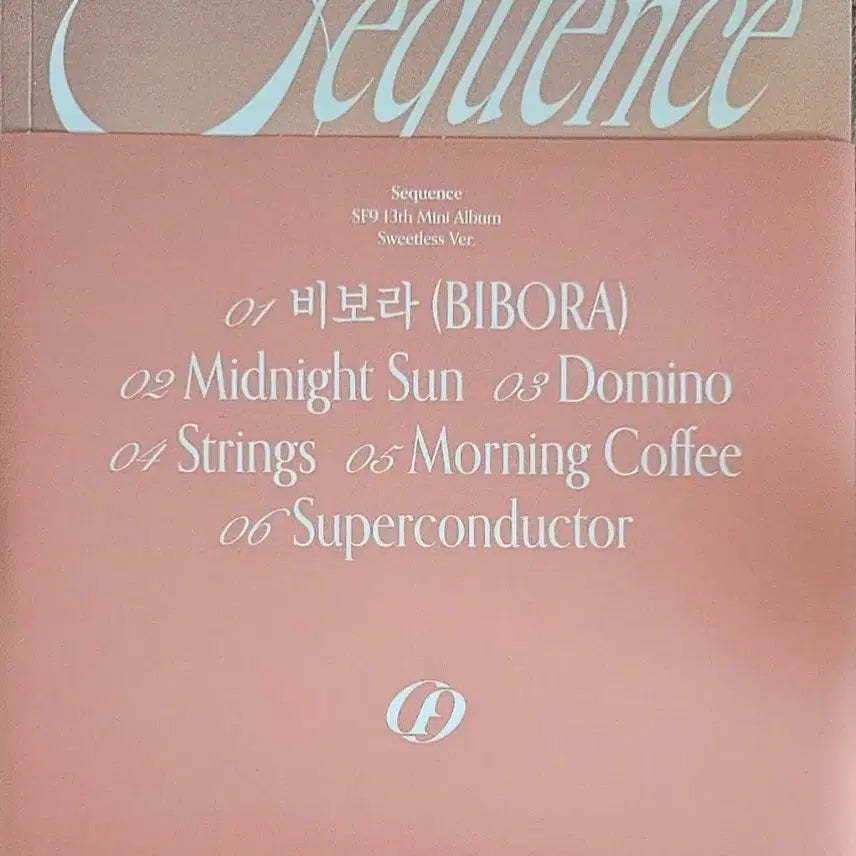 Sequence
Sequence
SF9 13th Mini Album
Sweetless Ver.
01 비보라 (BIBORA)
02 Midnight Sun 03 Domino
04 Strings 05 Morning Coffee
06 Superconductor